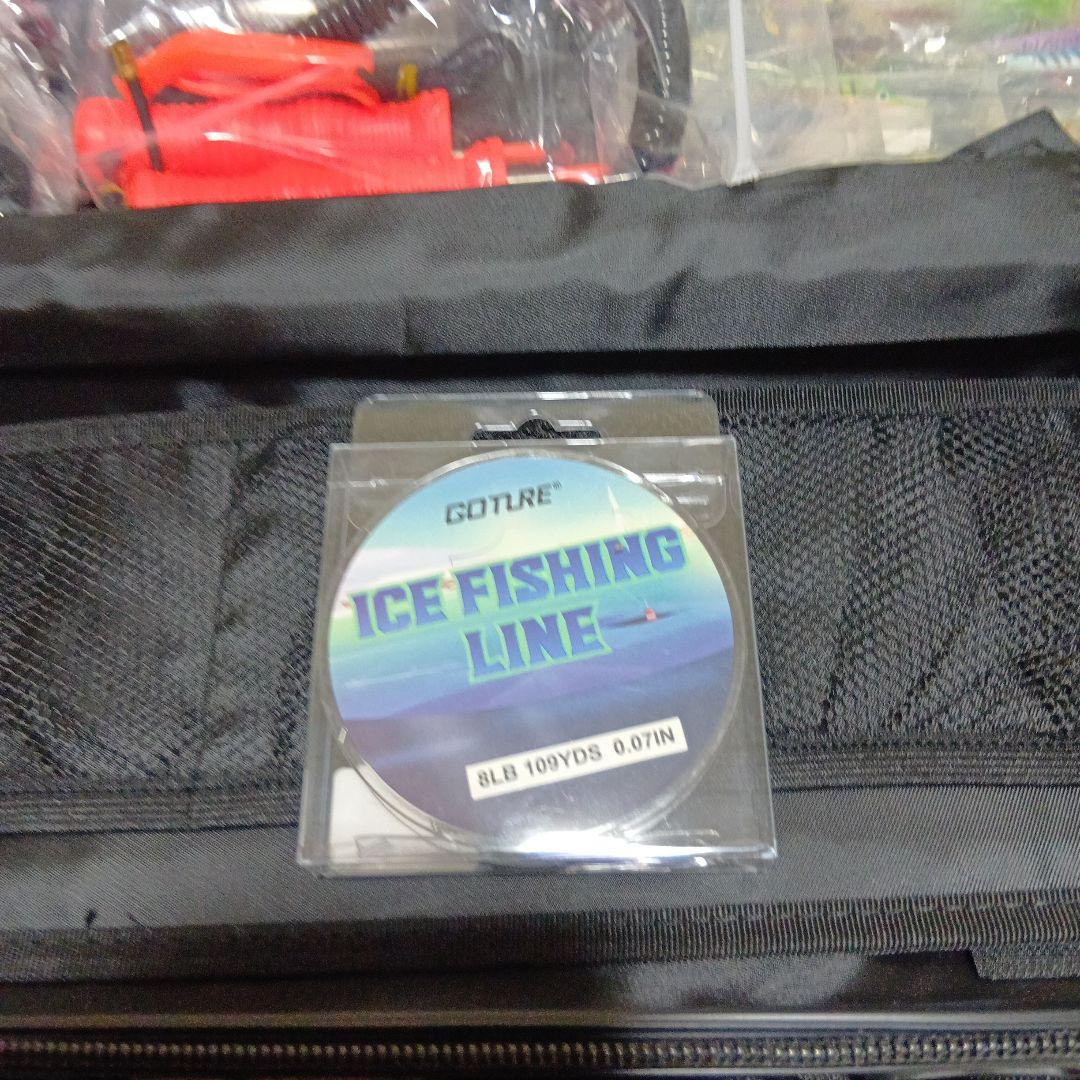 GOTURE®
ICE FISHING
LINE
8LB 109YDS 0.07IN